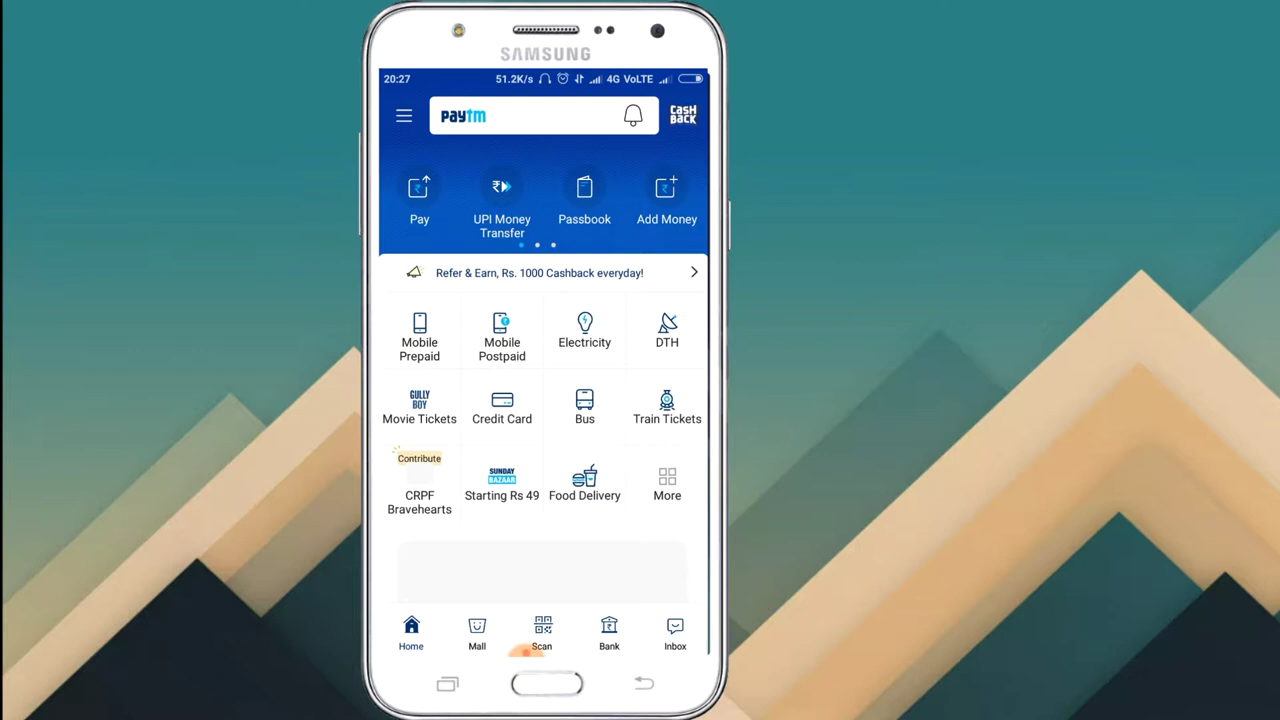 SAMSUNG
20:27
51.2K/s
4G VoLTE
paytm
CASH
BACK
Pay
UPI Money
Transfer
Passbook
Add Money
Refer & Earn, Rs. 1000 Cashback everyday!
Mobile
Prepaid
Mobile
Postpaid
Electricity
DTH
GULLY
BOY
Movie Tickets
Credit Card
Bus
Train Tickets
Contribute
CRPF
Bravehearts
SUNDAY
BAZAAR
Starting Rs 49
Food Delivery
More
Home
Mall
Scan
Bank
Inbox